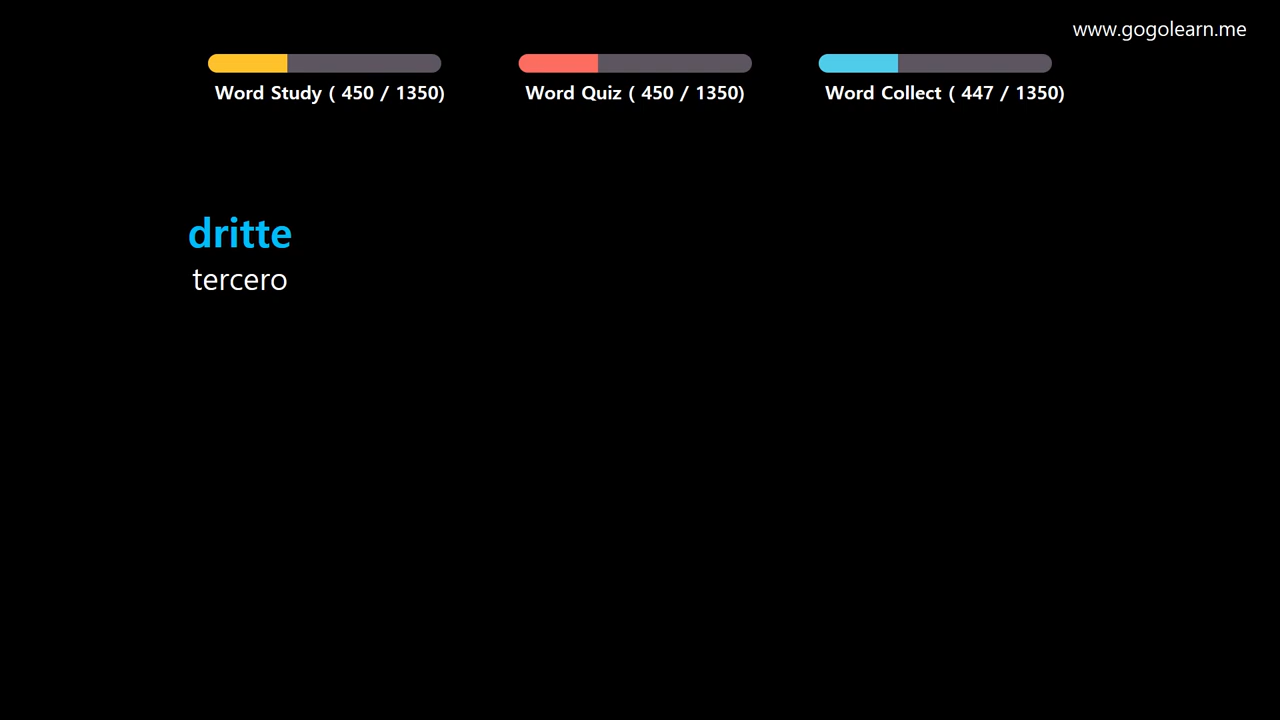 www.gogolearn.me
Word Study ( 450 / 1350)
Word Quiz ( 450 / 1350)
Word Collect ( 447 / 1350)
dritte
tercero